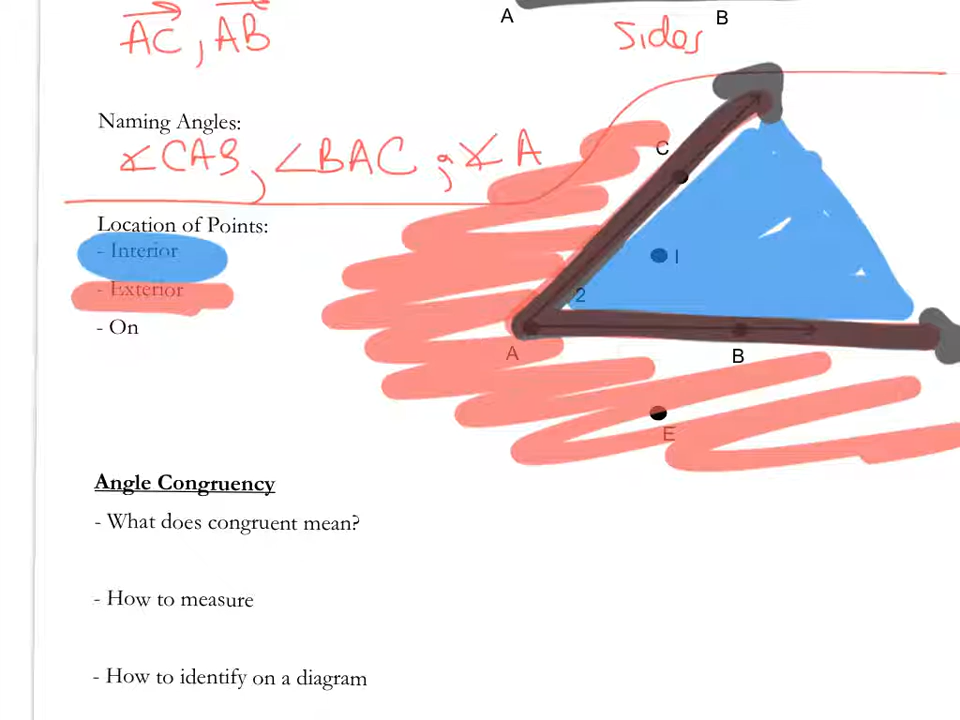 A B
AC, AB
Sides
Naming Angles:
∡CAB, ∠BAC, ∡A
C
Location of Points:
- Interior
I
- Exterior
2
- On
A
B
E
Angle Congruency
- What does congruent mean?
- How to measure
- How to identify on a diagram